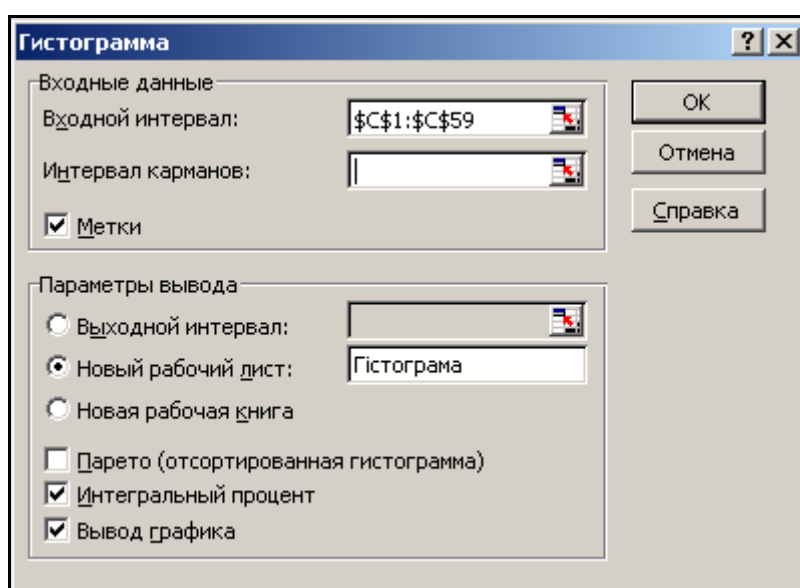 Гистограмма
Входные данные
Входной интервал: $C$1:$C$59
Интервал карманов:
Метки
OK
Отмена
Справка
Параметры вывода
Выходной интервал:
Новый рабочий лист: Гістограма
Новая рабочая книга
Парето (отсортированная гистограмма)
Интегральный процент
Вывод графика